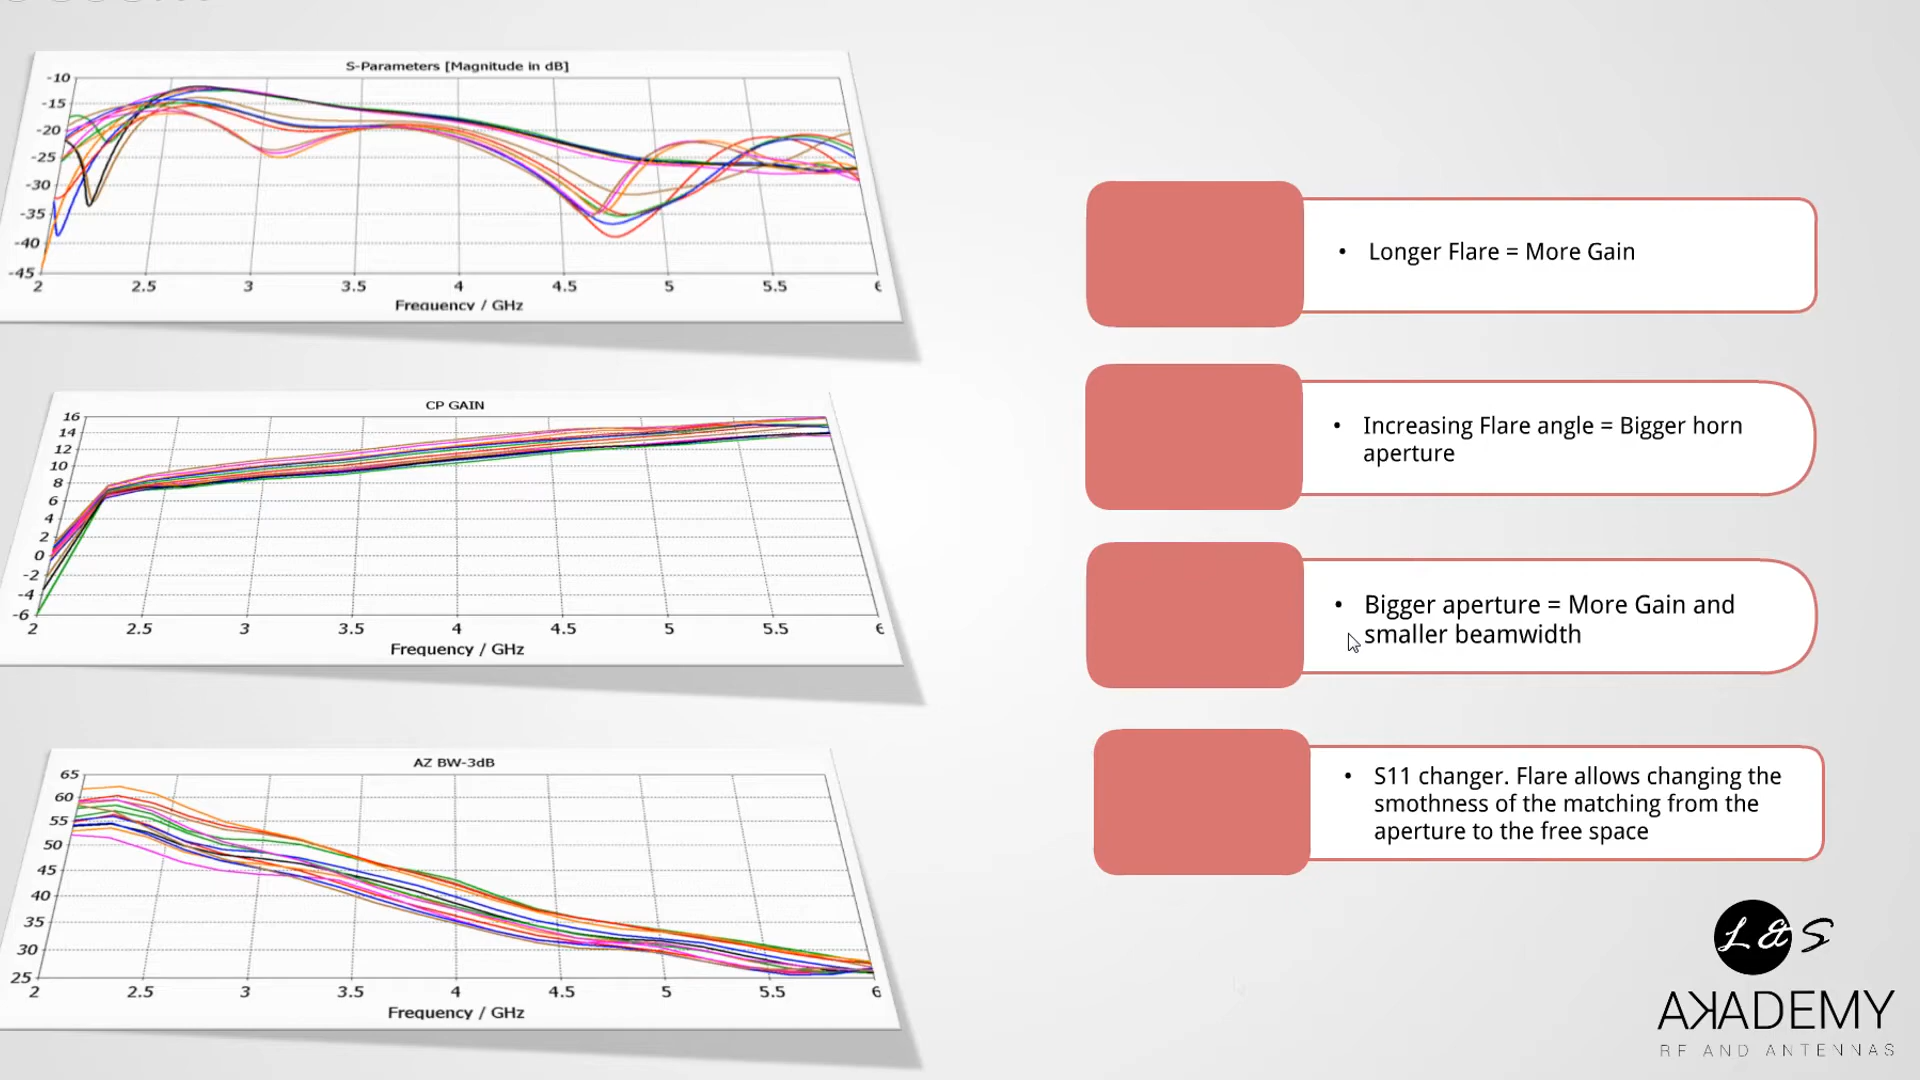 S-Parameters [Magnitude in dB]
-10
-15
-20
-25
-30
-35
-40
-45
2 2.5 3 3.5 4 4.5 5 5.5
Frequency / GHz
CP GAIN
16
14
12
10
8
6
4
2
0
-2
-4
-6
2 2.5 3 3.5 4 4.5 5 5.5 6
Frequency / GHz
AZ BW-3dB
65
60
55
50
45
40
35
30
25
2 2.5 3 3.5 4 4.5 5 5.5 6
Frequency / GHz
• Longer Flare = More Gain
• Increasing Flare angle = Bigger horn
aperture
• Bigger aperture = More Gain and
smaller beamwidth
• S11 changer. Flare allows changing the
smothness of the matching from the
aperture to the free space
L & S
AKADEMY
RF AND ANTENNAS